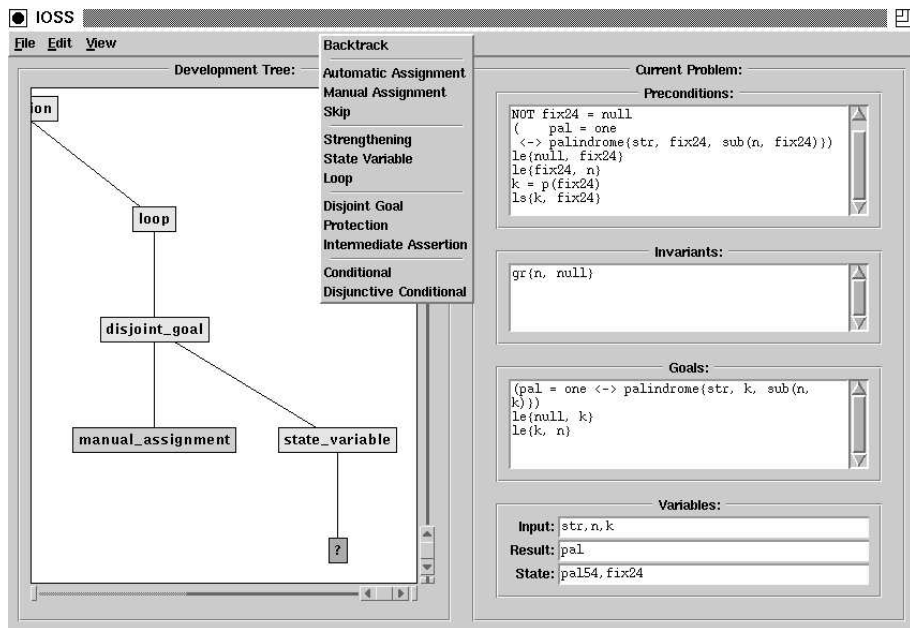 IOSS
File Edit View
Backtrack
Automatic Assignment
Manual Assignment
Skip
Strengthening
State Variable
Loop
Disjoint Goal
Protection
Intermediate Assertion
Conditional
Disjunctive Conditional
Development Tree:
ion
loop
disjoint_goal
manual_assignment
state_variable
?
Current Problem:
Preconditions:
NOT fix24 = null
( pal = one
<-> palindrome{str, fix24, sub(n, fix24)})
le{null, fix24}
le{fix24, n}
k = p(fix24)
ls{k, fix24}
Invariants:
gr{n, null}
Goals:
(pal = one <-> palindrome{str, k, sub(n,
k)})
le{null, k}
le{k, n}
Variables:
Input: str,n,k
Result: pal
State: pal54,fix24